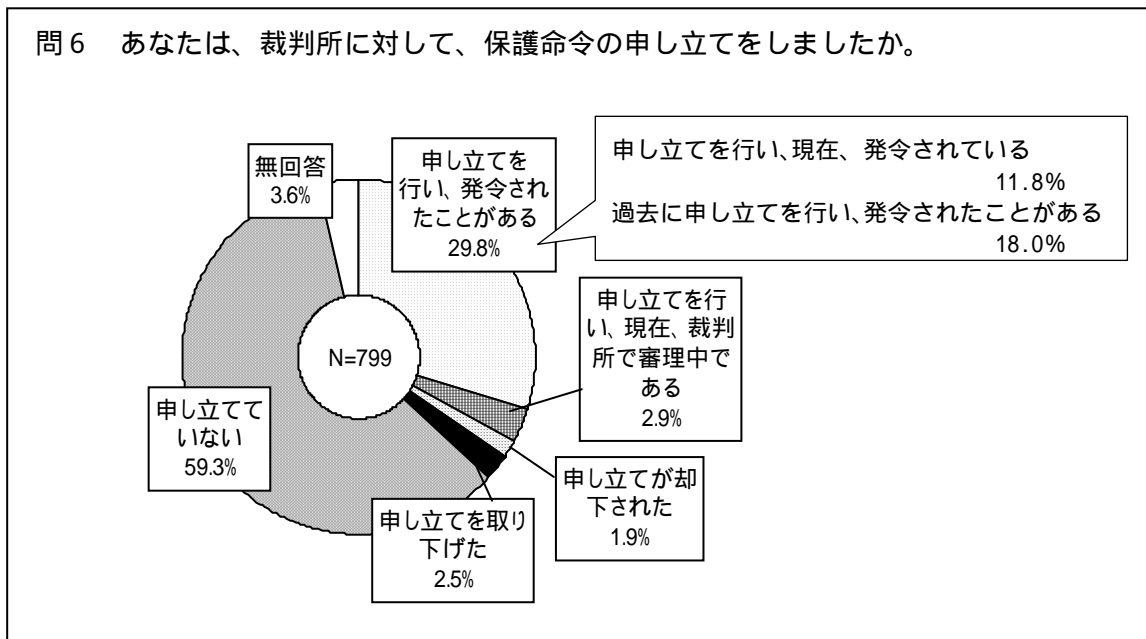 問6 あなたは、裁判所に対して、保護命令の申し立てをしましたか。
無回答
3.6%
申し立てを
行い、発令され
たことがある
29.8%
申し立てを行い、現在、発令されている
11.8%
過去に申し立てを行い、発令されたことがある
18.0%
申し立てを行
い、現在、裁判
所で審理中で
ある
2.9%
N=799
申し立てて
いない
59.3%
申し立てが却
下された
1.9%
申し立てを取り
下げた
2.5%